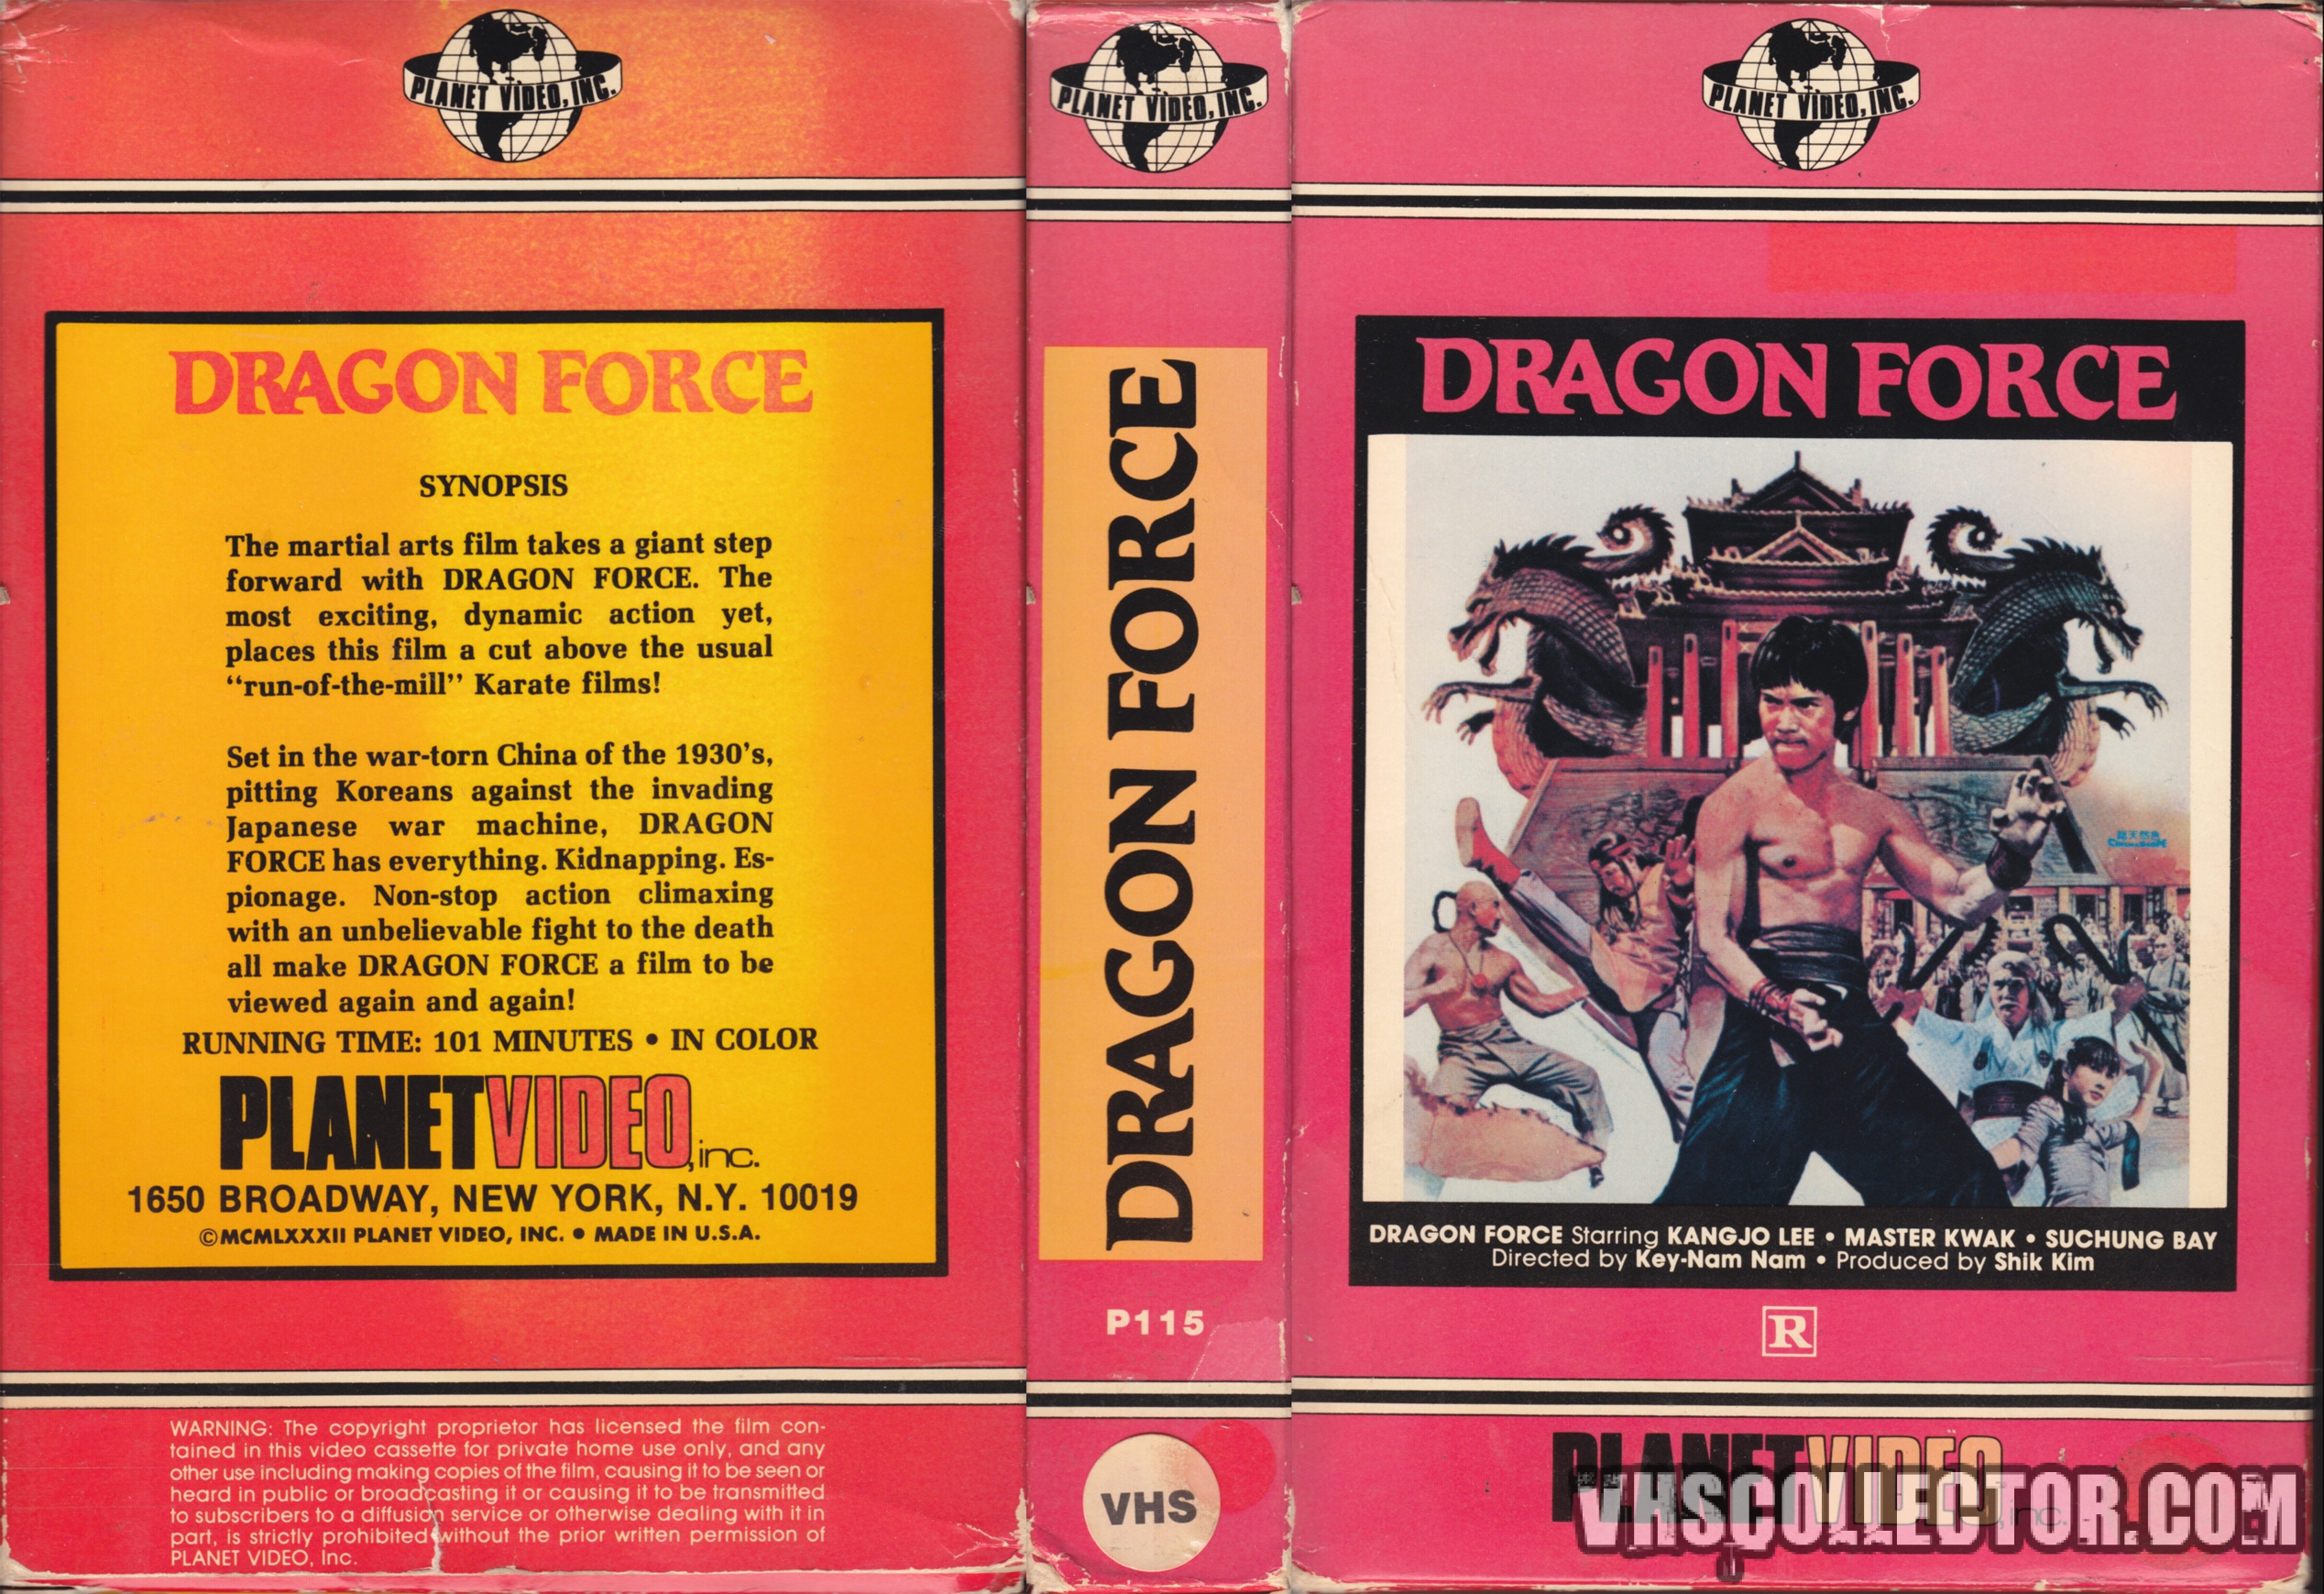 PLANET VIDEO, INC.
DRAGON FORCE
SYNOPSIS
The martial arts film takes a giant step
forward with DRAGON FORCE. The
most exciting, dynamic action yet,
places this film a cut above the usual
“run-of-the-mill” Karate films!
Set in the war-torn China of the 1930’s,
pitting Koreans against the invading
Japanese war machine, DRAGON
FORCE has everything. Kidnapping. Es-
pionage. Non-stop action climaxing
with an unbelievable fight to the death
all make DRAGON FORCE a film to be
viewed again and again!
RUNNING TIME: 101 MINUTES • IN COLOR
PLANETVIDEO, inc.
1650 BROADWAY, NEW YORK, N.Y. 10019
©MCMLXXXII PLANET VIDEO, INC. • MADE IN U.S.A.
WARNING: The copyright proprietor has licensed the film con-
tained in this video cassette for private home use only, and any
other use including making copies of the film, causing it to be seen or
heard in public or broadcasting it or causing it to be transmitted
to subscribers to a diffusion service or otherwise dealing with it in
part, is strictly prohibited without the prior written permission of
PLANET VIDEO, Inc.
PLANET VIDEO, INC.
DRAGON FORCE
P115
VHS
PLANET VIDEO, INC.
DRAGON FORCE
DRAGON FORCE Starring KANGJO LEE • MASTER KWAK • SUCHUNG BAY
Directed by Key-Nam Nam • Produced by Shik Kim
R
PLANETVIDEO, inc.
VHSCOLLECTOR.COM